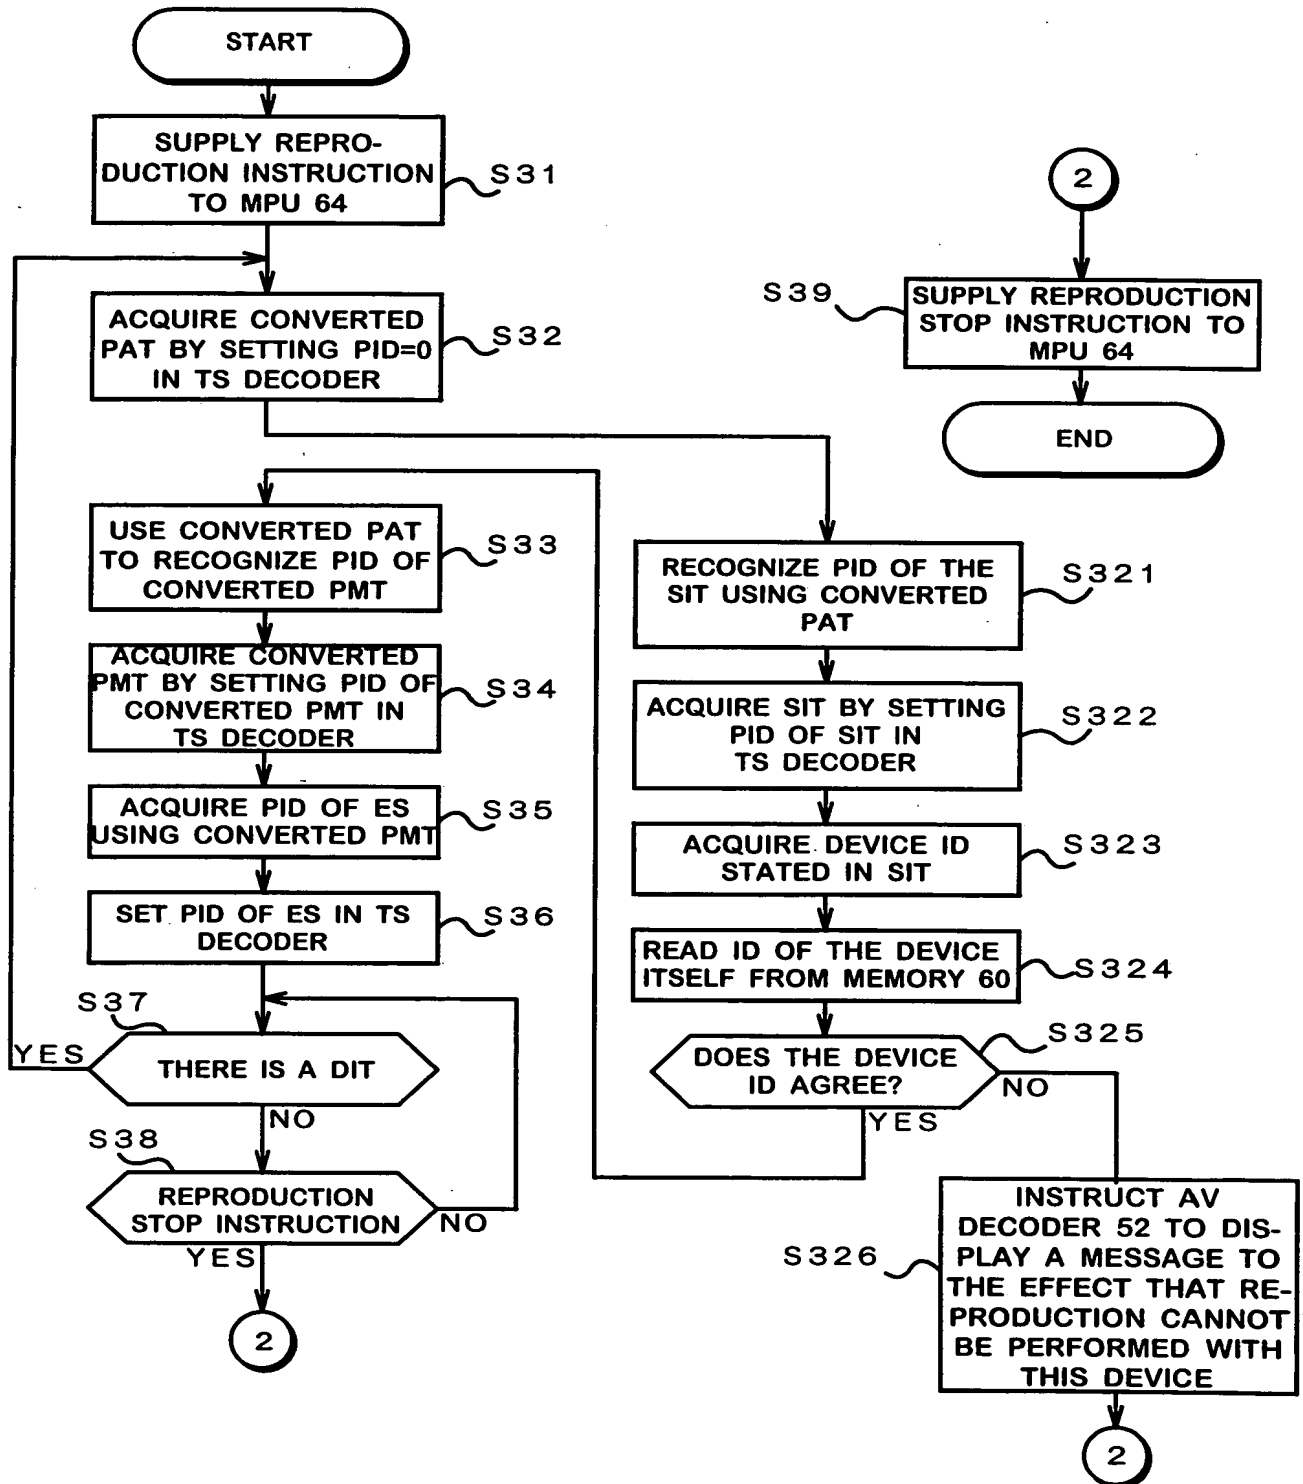 START
SUPPLY REPRO-
DUCTION INSTRUCTION
TO MPU 64
S31
ACQUIRE CONVERTED
PAT BY SETTING PID=0
IN TS DECODER
S32
USE CONVERTED PAT
TO RECOGNIZE PID OF
CONVERTED PMT
S33
ACQUIRE CONVERTED
PMT BY SETTING PID OF
CONVERTED PMT IN
TS DECODER
S34
ACQUIRE PID OF ES
USING CONVERTED PMT
S35
SET PID OF ES IN TS
DECODER
S36
S37
YES
THERE IS A DIT
NO
S38
REPRODUCTION
STOP INSTRUCTION
NO
YES
2
2
S39
SUPPLY REPRODUCTION
STOP INSTRUCTION TO
MPU 64
END
RECOGNIZE PID OF THE
SIT USING CONVERTED
PAT
S321
ACQUIRE SIT BY SETTING
PID OF SIT IN
TS DECODER
S322
ACQUIRE DEVICE ID
STATED IN SIT
S323
READ ID OF THE DEVICE
ITSELF FROM MEMORY 60
S324
DOES THE DEVICE
ID AGREE?
S325
NO
YES
S326
INSTRUCT AV
DECODER 52 TO DIS-
PLAY A MESSAGE TO
THE EFFECT THAT RE-
PRODUCTION CANNOT
BE PERFORMED WITH
THIS DEVICE
2